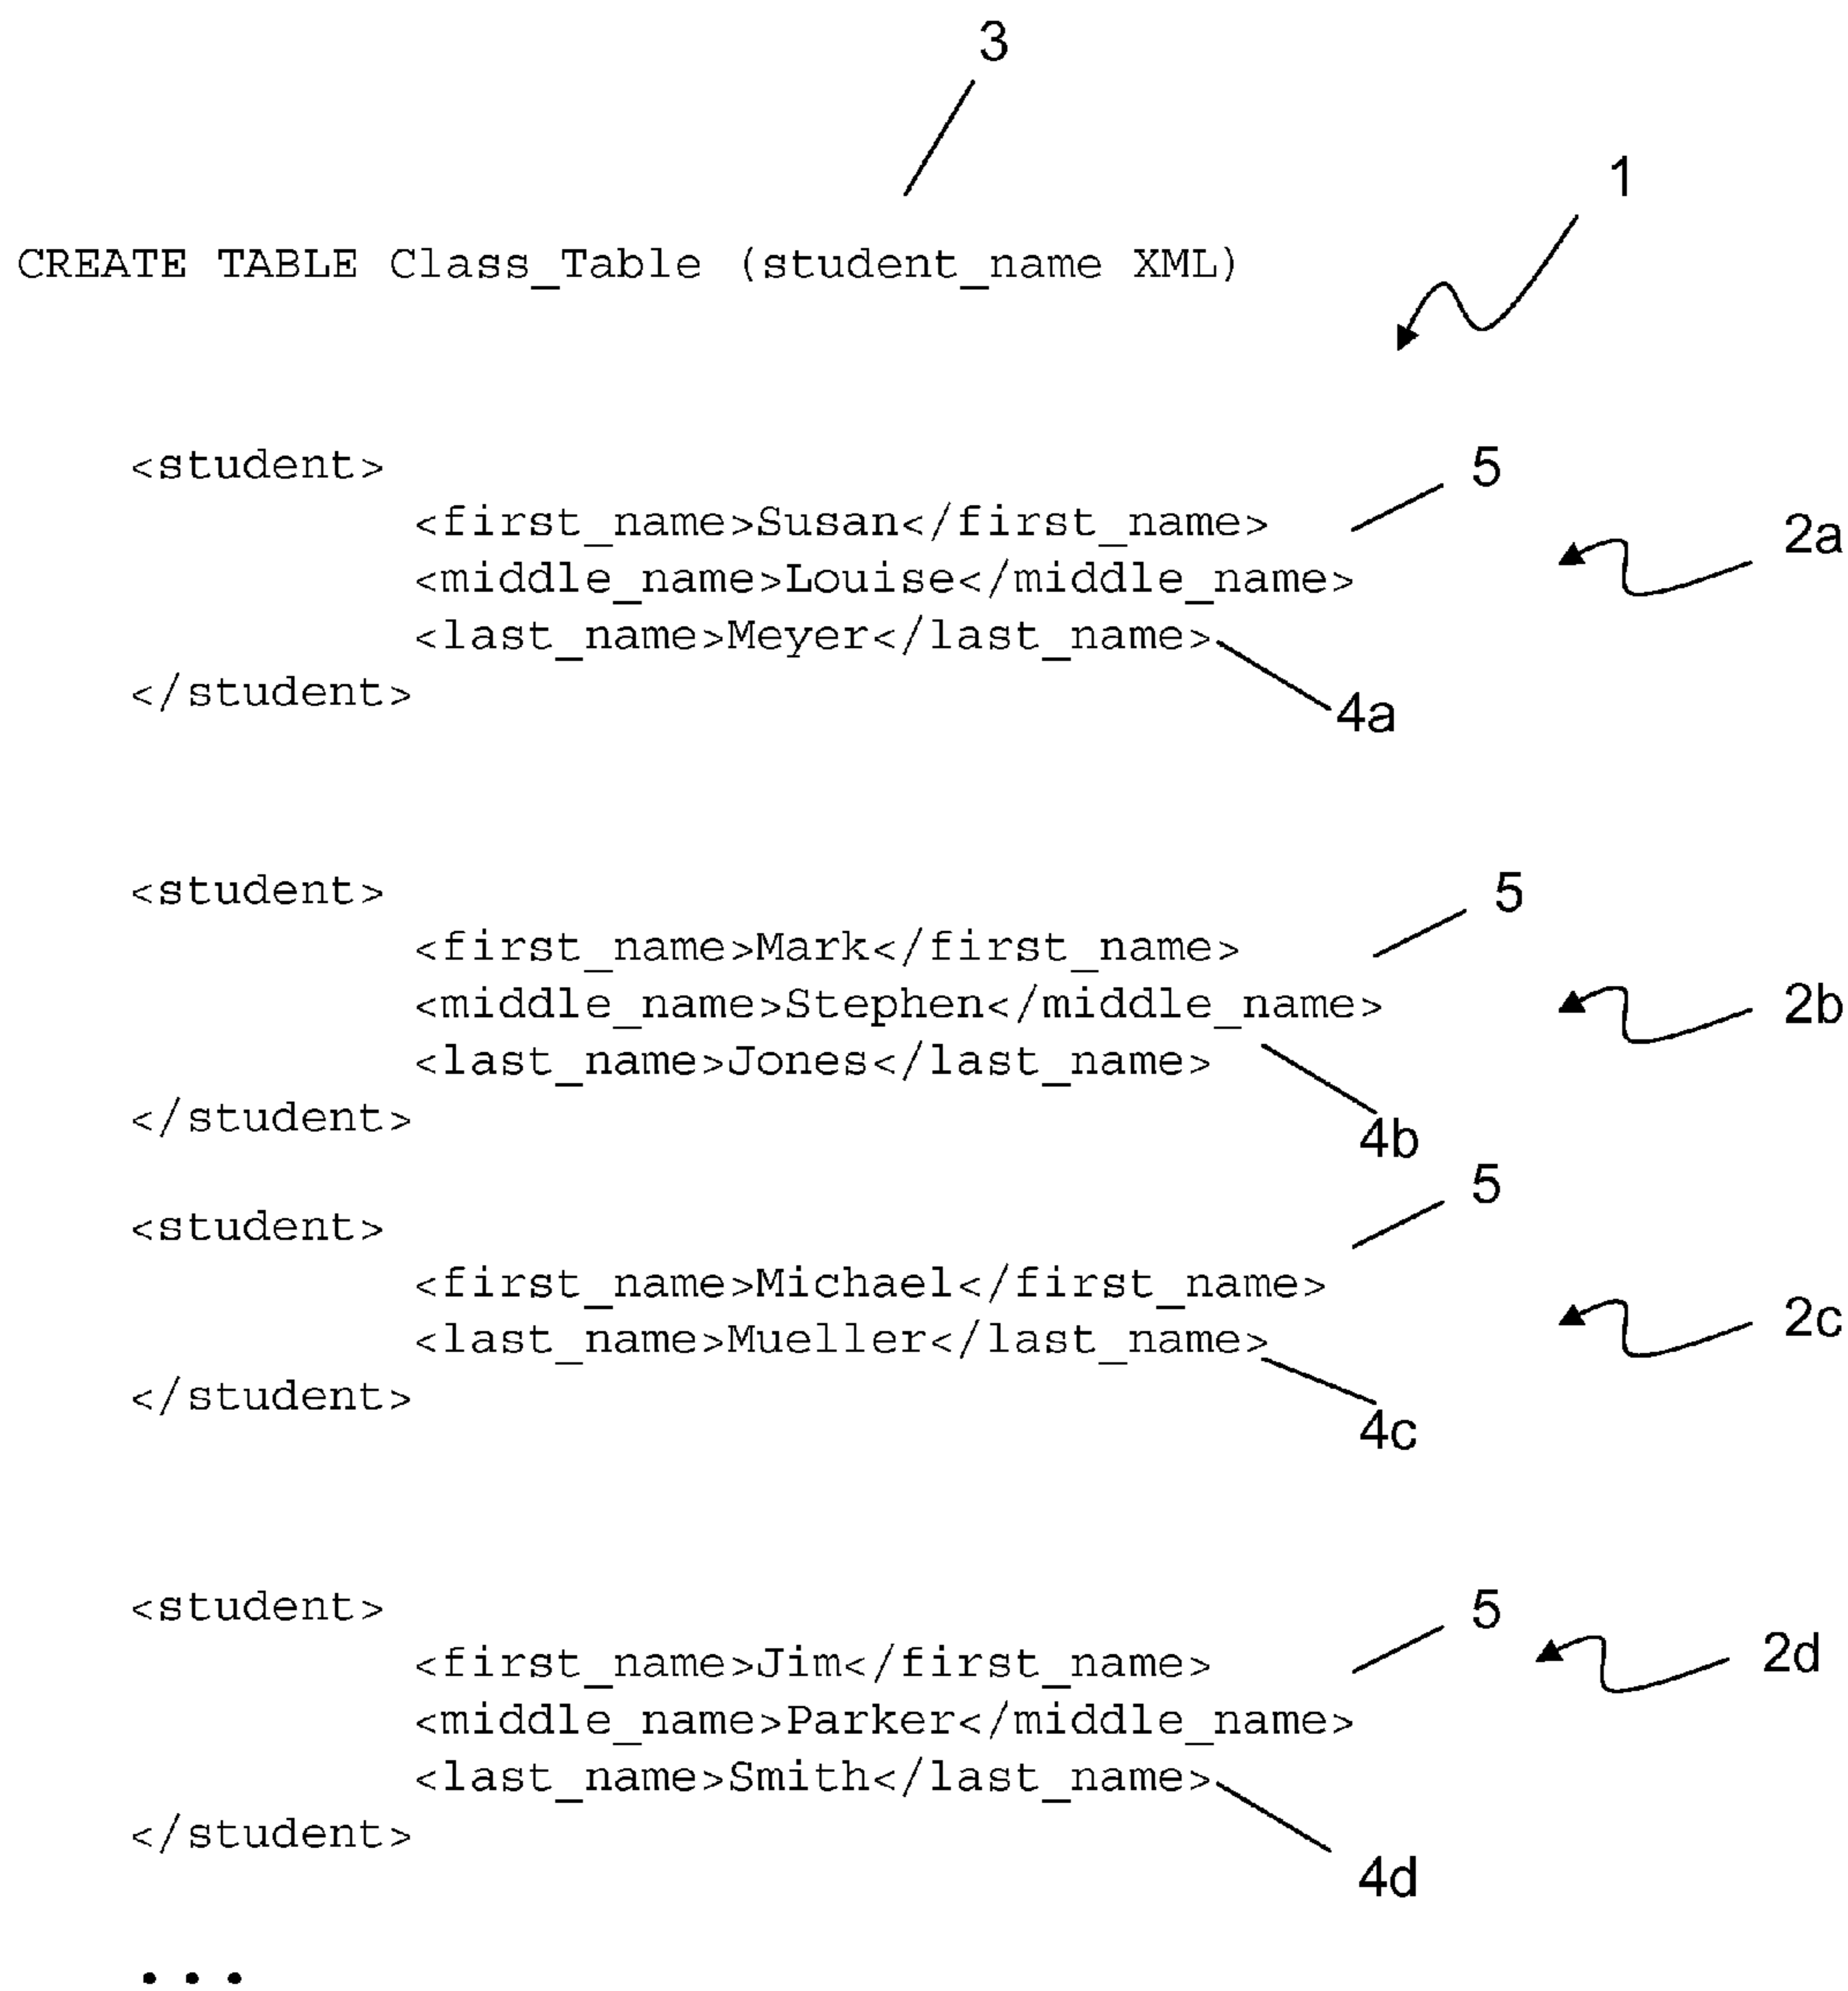 3
1
CREATE TABLE Class_Table (student_name XML)
<student>
5
<first_name>Susan</first_name>
2a
<middle_name>Louise</middle_name>
<last_name>Meyer</last_name>
</student>
4a
<student>
5
<first_name>Mark</first_name>
<middle_name>Stephen</middle_name>
2b
<last_name>Jones</last_name>
</student>
4b
5
<student>
<first_name>Michael</first_name>
2c
<last_name>Mueller</last_name>
</student>
4c
<student>
5
<first_name>Jim</first_name>
2d
<middle_name>Parker</middle_name>
<last_name>Smith</last_name>
</student>
4d
...